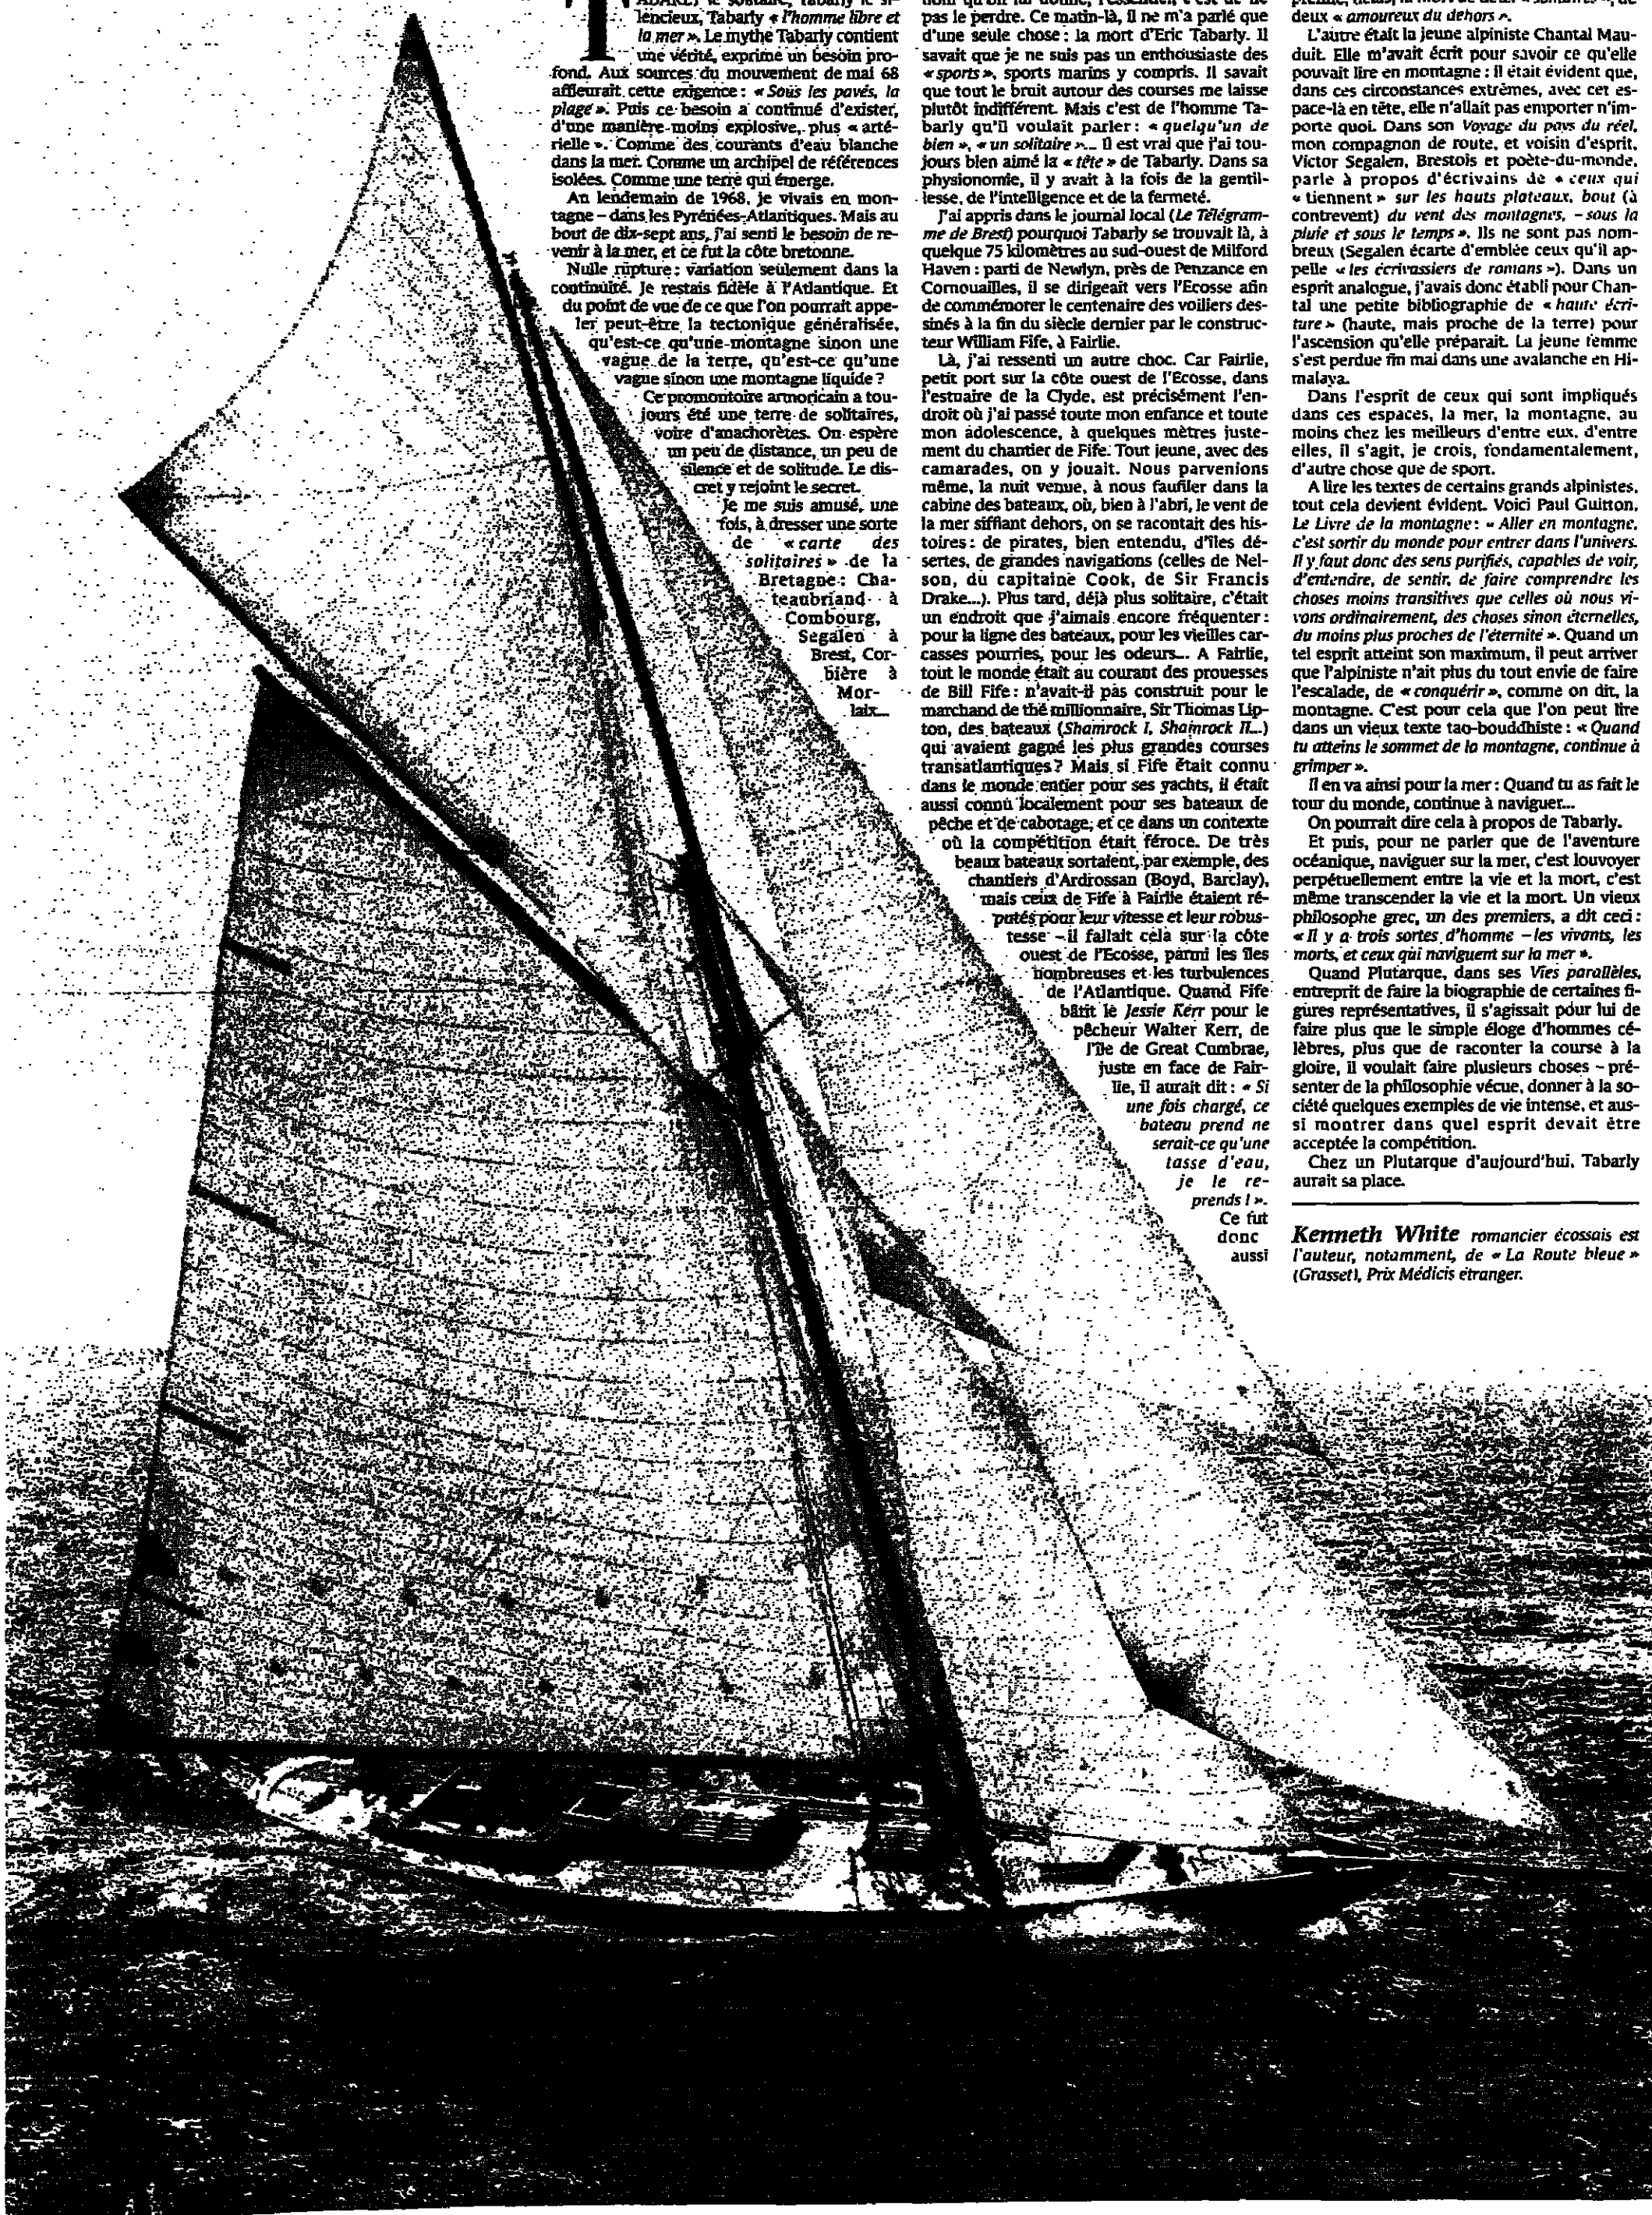 TABARLY le solitaire, Tabarly le si-
lencieux, Tabarly « l'homme libre et
la mer ». Le mythe Tabarly contient
une vérité, exprime un besoin pro-
fond. Aux sources du mouvement de mai 68
affleurait cette exigence : « Sous les pavés, la
plage ». Puis ce besoin a continué d'exister,
d'une manière moins explosive, plus « arté-
rielle ». Comme des courants d'eau blanche
dans la mer. Comme un archipel de références
isolées. Comme une terre qui émerge.
Au lendemain de 1968, je vivais en mon-
tagne – dans les Pyrénées-Atlantiques. Mais au
bout de dix-sept ans, j'ai senti le besoin de re-
venir à la mer, et ce fut la côte bretonne.
Nulle rupture : variation seulement dans la
continuité. Je restais fidèle à l'Atlantique. Et
du point de vue de ce que l'on pourrait appe-
ler peut-être la tectonique généralisée,
qu'est-ce qu'une montagne sinon une
vague de la terre, qu'est-ce qu'une
vague sinon une montagne liquide ?
Ce promontoire armoricain a tou-
jours été une terre de solitaires,
voire d'anachorètes. On espère
un peu de distance, un peu de
silence et de solitude. Le dis-
cret y rejoint le secret.
Je me suis amusé, une
fois, à dresser une sorte
de « carte des
solitaires » de la
Bretagne : Cha-
teaubriand à
Combourg,
Segalen à
Brest, Cor-
bière à
Mor-
laix...
pas le perdre. Ce matin-là, il ne m'a parlé que
d'une seule chose : la mort d'Eric Tabarly. Il
savait que je ne suis pas un enthousiaste des
« sports », sports marins y compris. Il savait
que tout le bruit autour des courses me laisse
plutôt indifférent. Mais c'est de l'homme Ta-
barly qu'il voulait parler : « quelqu'un de
bien », « un solitaire »... Il est vrai que j'ai tou-
jours bien aimé la « tête » de Tabarly. Dans sa
physionomie, il y avait à la fois de la gentil-
lesse, de l'intelligence et de la fermeté.
J'ai appris dans le journal local (Le Télégram-
me de Brest) pourquoi Tabarly se trouvait là, à
quelque 75 kilomètres au sud-ouest de Milford
Haven : parti de Newlyn, près de Penzance en
Cornouailles, il se dirigeait vers l'Ecosse afin
de commémorer le centenaire des voiliers des-
sinés à la fin du siècle dernier par le construc-
teur William Fife, à Fairlie.
Là, j'ai ressenti un autre choc. Car Fairlie,
petit port sur la côte ouest de l'Ecosse, dans
l'estuaire de la Clyde, est précisément l'en-
droit où j'ai passé toute mon enfance et toute
mon adolescence, à quelques mètres juste-
ment du chantier de Fife. Tout jeune, avec des
camarades, on y jouait. Nous parvenions
même, la nuit venue, à nous faufiler dans la
cabine des bateaux, où, bien à l'abri, le vent de
la mer sifflant dehors, on se racontait des his-
toires : de pirates, bien entendu, d'îles dé-
sertes, de grandes navigations (celles de Nel-
son, du capitaine Cook, de Sir Francis
Drake...). Plus tard, déjà plus solitaire, c'était
un endroit que j'aimais encore fréquenter :
pour la ligne des bateaux, pour les vieilles car-
casses pourries, pour les odeurs... A Fairlie,
tout le monde était au courant des prouesses
de Bill Fife : n'avait-il pas construit pour le
marchand de thé millionnaire, Sir Thomas Lip-
ton, des bateaux (Shamrock I, Shamrock II...)
qui avaient gagné les plus grandes courses
transatlantiques ? Mais si Fife était connu
dans le monde entier pour ses yachts, il était
aussi connu localement pour ses bateaux de
pêche et de cabotage, et ce dans un contexte
où la compétition était féroce. De très
beaux bateaux sortaient, par exemple, des
chantiers d'Ardrossan (Boyd, Barclay),
mais ceux de Fife à Fairlie étaient ré-
putés pour leur vitesse et leur robus-
tesse – il fallait cela sur la côte
ouest de l'Ecosse, parmi les îles
nombreuses et les turbulences
de l'Atlantique. Quand Fife
bâtit le Jessie Kerr pour le
pêcheur Walter Kerr, de
l'île de Great Cumbrae,
juste en face de Fair-
lie, il aurait dit : « Si
une fois chargé, ce
bateau prend ne
serait-ce qu'une
tasse d'eau,
je le re-
prends ! ».
Ce fut
donc
aussi
deux « amoureux du dehors ».
L'autre était la jeune alpiniste Chantal Mau-
duit. Elle m'avait écrit pour savoir ce qu'elle
pouvait lire en montagne : il était évident que,
dans ces circonstances extrêmes, avec cet es-
pace-là en tête, elle n'allait pas emporter n'im-
porte quoi. Dans son Voyage du pays du réel,
mon compagnon de route, et voisin d'esprit,
Victor Segalen, Brestois et poète-du-monde,
parle à propos d'écrivains de « ceux qui
« tiennent » sur les hauts plateaux, bout (à
contrevent) du vent des montagnes, – sous la
pluie et sous le temps ». Ils ne sont pas nom-
breux (Segalen écarte d'emblée ceux qu'il ap-
pelle « les écrivassiers de romans »). Dans un
esprit analogue, j'avais donc établi pour Chan-
tal une petite bibliographie de « haute écri-
ture » (haute, mais proche de la terre) pour
l'ascension qu'elle préparait. La jeune femme
s'est perdue fin mai dans une avalanche en Hi-
malaya.
Dans l'esprit de ceux qui sont impliqués
dans ces espaces, la mer, la montagne, au
moins chez les meilleurs d'entre eux, d'entre
elles, il s'agit, je crois, fondamentalement,
d'autre chose que de sport.
A lire les textes de certains grands alpinistes,
tout cela devient évident. Voici Paul Guitton,
Le Livre de la montagne : « Aller en montagne,
c'est sortir du monde pour entrer dans l'univers.
Il y faut donc des sens purifiés, capables de voir,
d'entendre, de sentir, de faire comprendre les
choses moins transitives que celles où nous vi-
vons ordinairement, des choses sinon éternelles,
du moins plus proches de l'éternité ». Quand un
tel esprit atteint son maximum, il peut arriver
que l'alpiniste n'ait plus du tout envie de faire
l'escalade, de « conquérir », comme on dit, la
montagne. C'est pour cela que l'on peut lire
dans un vieux texte tao-bouddhiste : « Quand
tu atteins le sommet de la montagne, continue à
grimper ».
Il en va ainsi pour la mer : Quand tu as fait le
tour du monde, continue à naviguer...
On pourrait dire cela à propos de Tabarly.
Et puis, pour ne parler que de l'aventure
océanique, naviguer sur la mer, c'est louvoyer
perpétuellement entre la vie et la mort, c'est
même transcender la vie et la mort. Un vieux
philosophe grec, un des premiers, a dit ceci :
« Il y a trois sortes d'homme – les vivants, les
morts, et ceux qui naviguent sur la mer ».
Quand Plutarque, dans ses Vies parallèles,
entreprit de faire la biographie de certaines fi-
gures représentatives, il s'agissait pour lui de
faire plus que le simple éloge d'hommes cé-
lèbres, plus que de raconter la course à la
gloire, il voulait faire plusieurs choses – pré-
senter de la philosophie vécue, donner à la so-
ciété quelques exemples de vie intense, et aus-
si montrer dans quel esprit devait être
acceptée la compétition.
Chez un Plutarque d'aujourd'hui, Tabarly
aurait sa place.
Kenneth White romancier écossais est
l'auteur, notamment, de « La Route bleue »
(Grasset), Prix Médicis étranger.